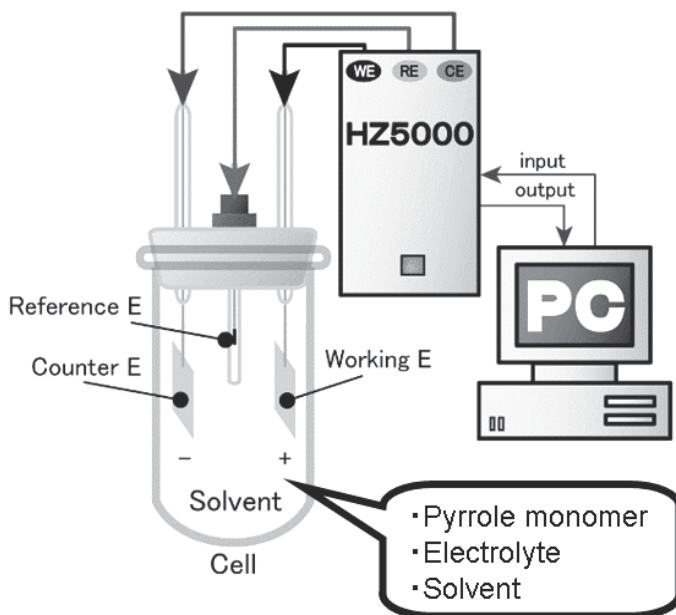 WE RE CE
HZ5000
input
output
PC
Reference E
Counter E
Working E
− +
Solvent
Cell
・Pyrrole monomer
・Electrolyte
・Solvent